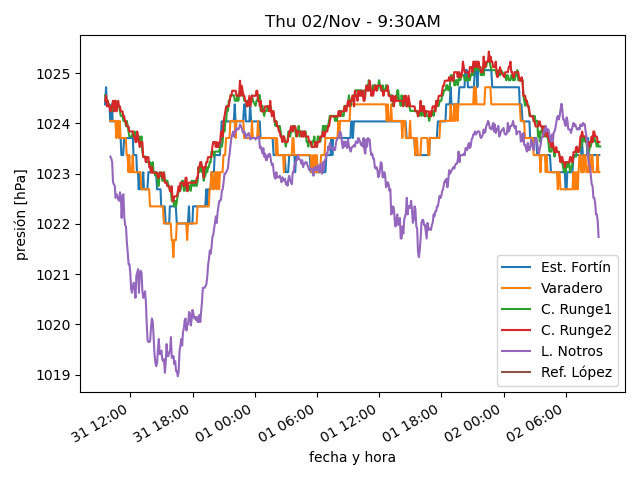 Thu 02/Nov - 9:30AM
presión [hPa]
1025
1024
1023
1022
1021
1020
1019
Est. Fortín
Varadero
C. Runge1
C. Runge2
L. Notros
Ref. López
31 12:00
31 18:00
01 00:00
01 06:00
01 12:00
01 18:00
02 00:00
02 06:00
fecha y hora